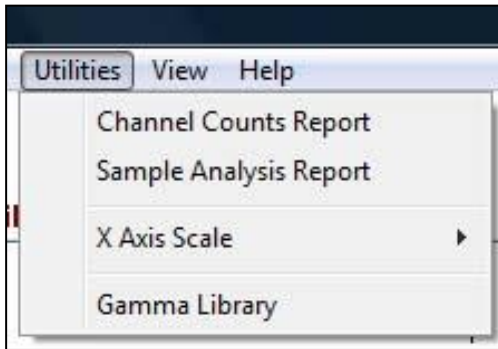 Utilities View Help
Channel Counts Report
Sample Analysis Report
X Axis Scale
Gamma Library